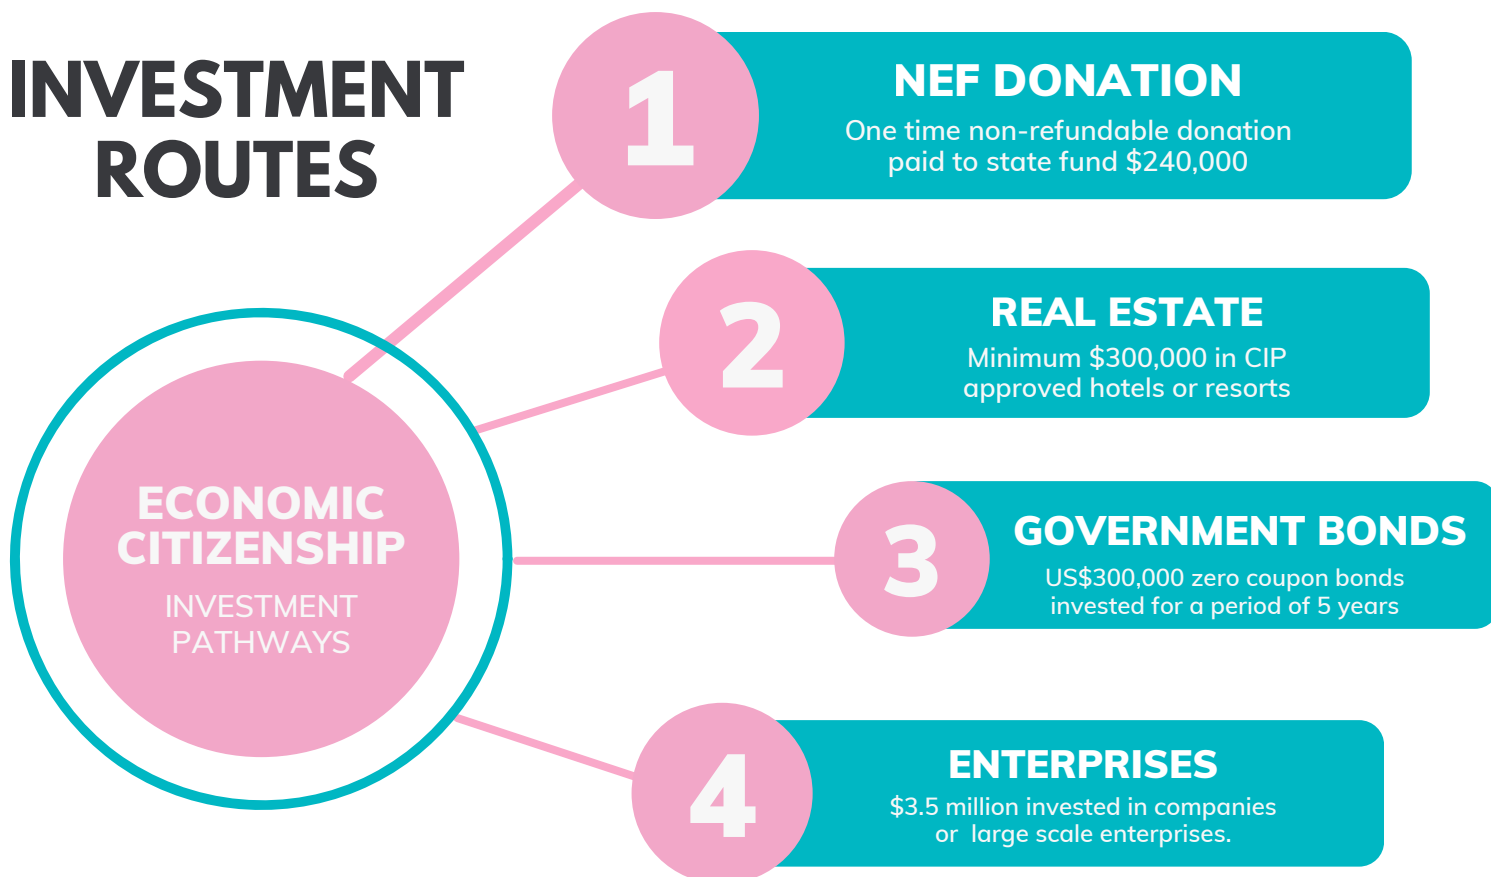 INVESTMENT
ROUTES
1
NEF DONATION
One time non-refundable donation
paid to state fund $240,000
2
REAL ESTATE
Minimum $300,000 in CIP
approved hotels or resorts
ECONOMIC
CITIZENSHIP
INVESTMENT
PATHWAYS
3
GOVERNMENT BONDS
US$300,000 zero coupon bonds
invested for a period of 5 years
4
ENTERPRISES
$3.5 million invested in companies
or large scale enterprises.